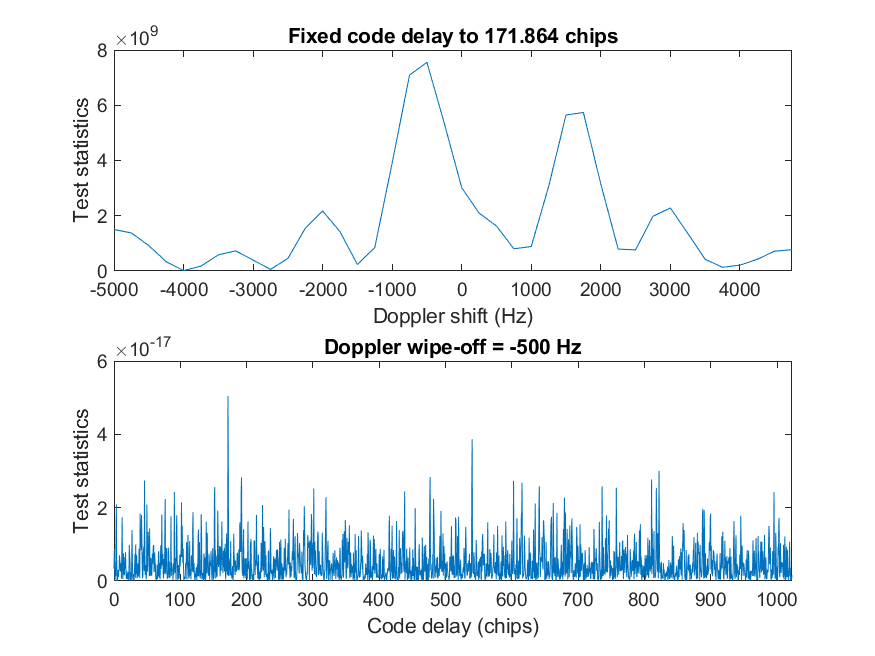 ×10^9
Fixed code delay to 171.864 chips
8
6
4
2
0
Test statistics
-5000 -4000 -3000 -2000 -1000 0 1000 2000 3000 4000
Doppler shift (Hz)
×10^-17
Doppler wipe-off = -500 Hz
6
4
2
0
Test statistics
0 100 200 300 400 500 600 700 800 900 1000
Code delay (chips)